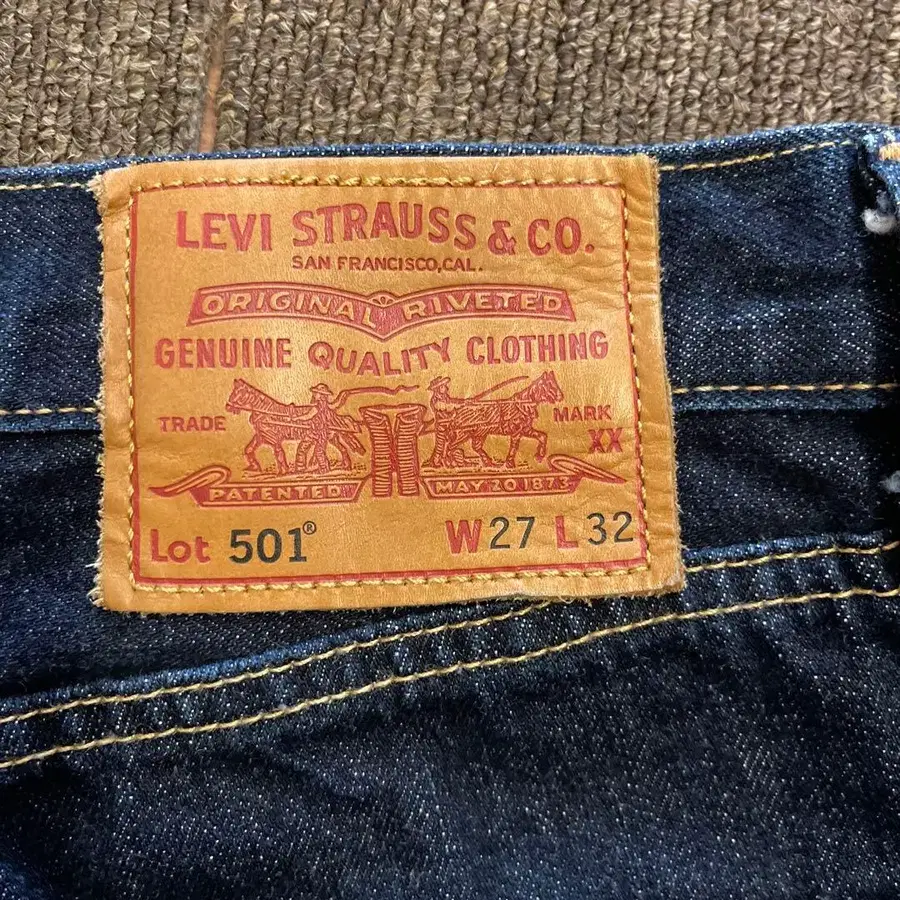 LEVI STRAUSS & CO.
SAN FRANCISCO, CAL.
ORIGINAL RIVETED
GENUINE QUALITY CLOTHING
TRADE MARK
XX
PATENTED MAY 20 1873
Lot 501® W27 L32